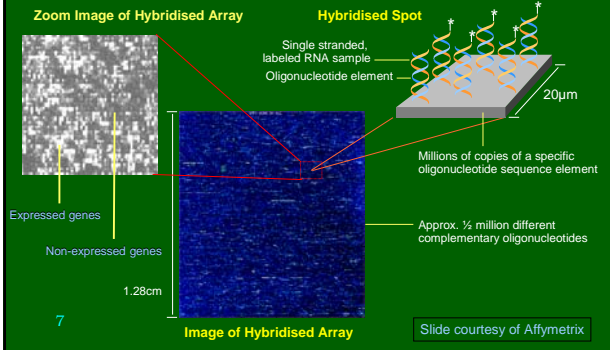 Zoom Image of Hybridised Array
Hybridised Spot
* * * * * *
Single stranded,
labeled RNA sample
Oligonucleotide element
20µm
Millions of copies of a specific
oligonucleotide sequence element
Expressed genes
Non-expressed genes
Approx. ½ million different
complementary oligonucleotides
1.28cm
7
Image of Hybridised Array
Slide courtesy of Affymetrix